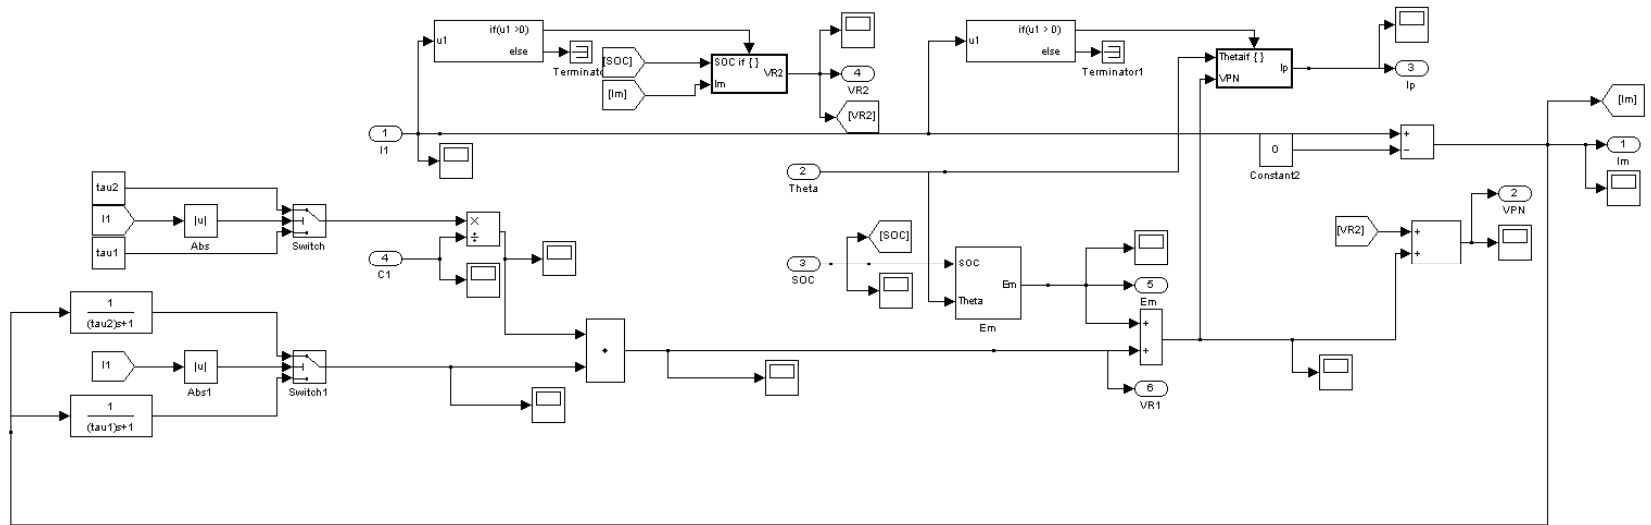 u1
if(u1 >0)
else
Terminator
[SOC]
[Im]
SOC if { }
Im
VR2
4
VR2
[VR2]
u1
if(u1 > 0)
else
Terminator1
Thetaif { }
VPN
Ip
3
Ip
[Im]
1
I1
0
Constant2
+
−
1
Im
2
Theta
tau2
I1
tau1
|u|
Abs
Switch
×
÷
4
C1
[SOC]
3
SOC
SOC
Theta
Em
Em
5
Em
[VR2]
+
+
2
VPN
1
(tau2)s+1
I1
|u|
Abs1
1
(tau1)s+1
Switch1
+
+
6
VR1